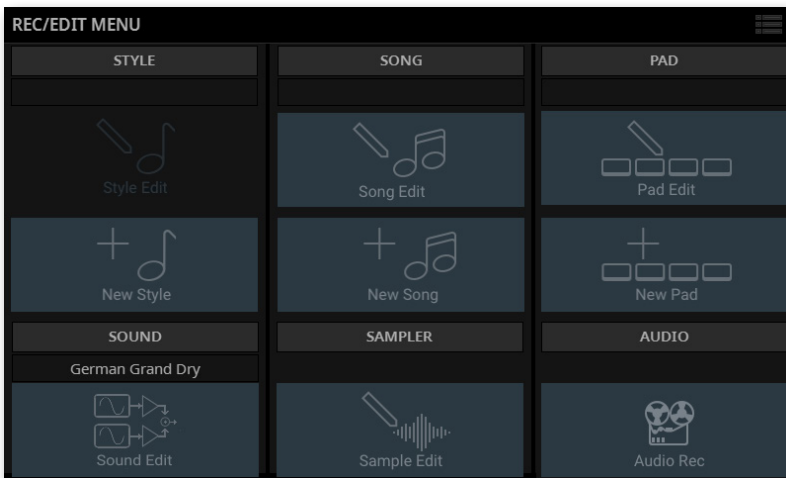 REC/EDIT MENU
STYLE
SONG
PAD
Style Edit
Song Edit
Pad Edit
New Style
New Song
New Pad
SOUND
SAMPLER
AUDIO
German Grand Dry
Sound Edit
Sample Edit
Audio Rec